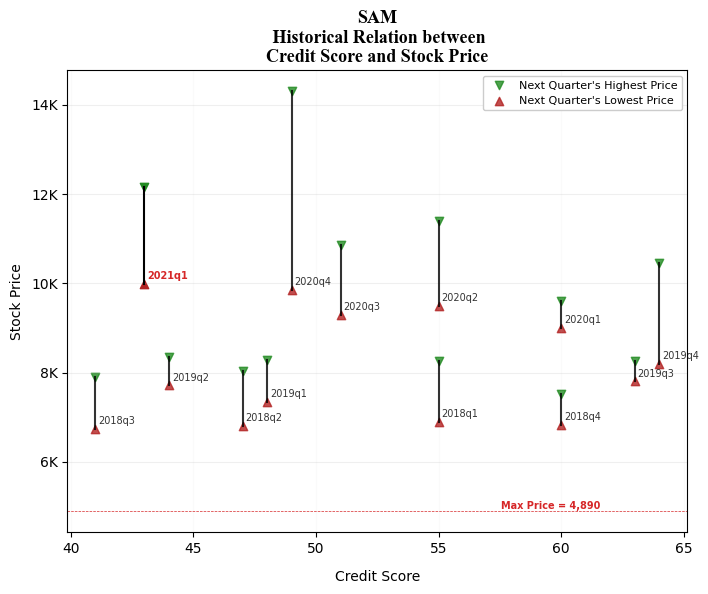 SAM
Historical Relation between
Credit Score and Stock Price
Next Quarter's Highest Price
Next Quarter's Lowest Price
14K
12K
10K
8K
6K
Stock Price
2021q1
2020q4
2020q3
2020q2
2020q1
2019q4
2019q3
2019q2
2019q1
2018q3
2018q2
2018q1
2018q4
Max Price = 4,890
40
45
50
55
60
65
Credit Score